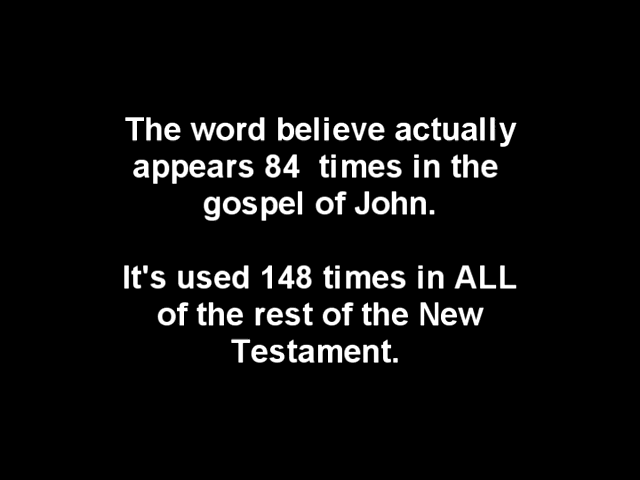 The word believe actually
appears 84  times in the
gospel of John.
It's used 148 times in ALL
of the rest of the New
Testament.